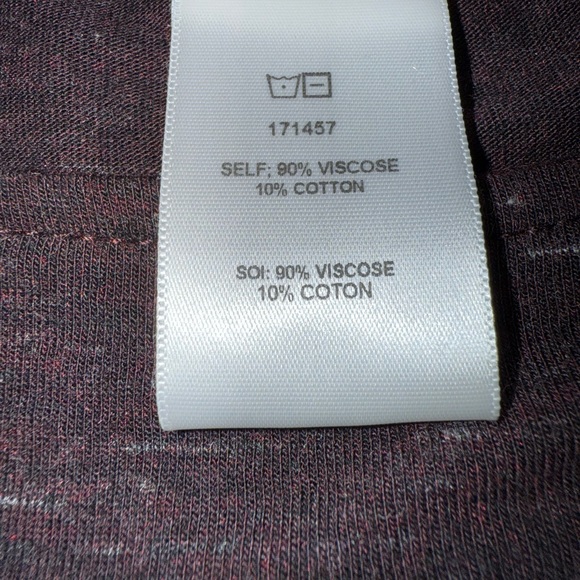 171457
SELF; 90% VISCOSE
10% COTTON
SOI: 90% VISCOSE
10% COTON